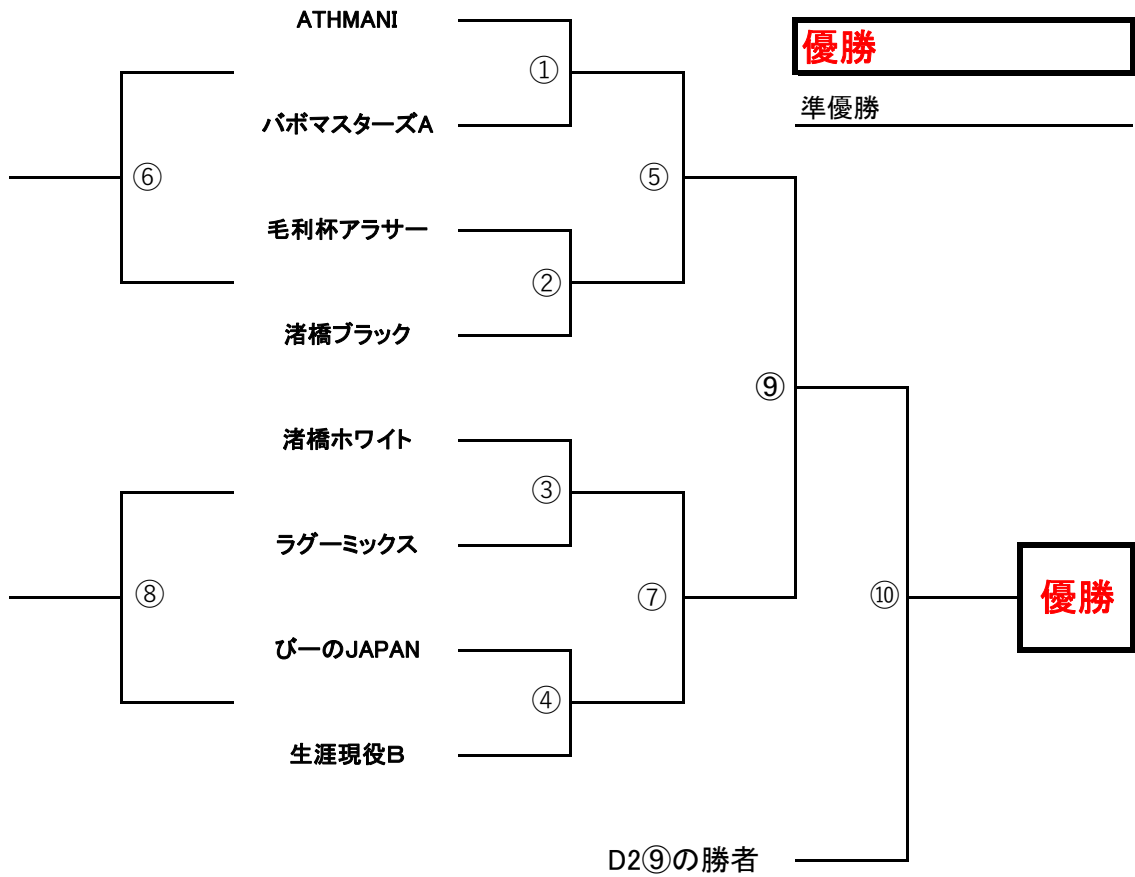 ATHMANI
優勝
①
準優勝
バボマスターズA
⑥
⑤
毛利杯アラサー
②
渚橋ブラック
⑨
渚橋ホワイト
③
ラグーミックス
⑧
⑦
⑩
優勝
びーのJAPAN
④
生涯現役B
D2⑨の勝者